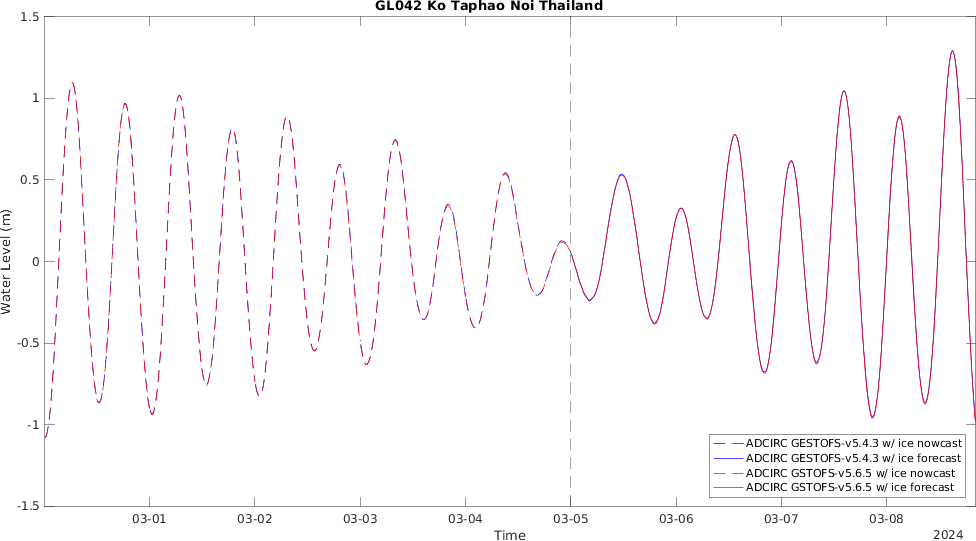 GL042 Ko Taphao Noi Thailand
1.5
1
0.5
0
-0.5
-1
-1.5
Water Level (m)
03-01 03-02 03-03 03-04 03-05 03-06 03-07 03-08
Time
2024
ADCIRC GESTOFS-v5.4.3 w/ ice nowcast
ADCIRC GESTOFS-v5.4.3 w/ ice forecast
ADCIRC GSTOFS-v5.6.5 w/ ice nowcast
ADCIRC GSTOFS-v5.6.5 w/ ice forecast